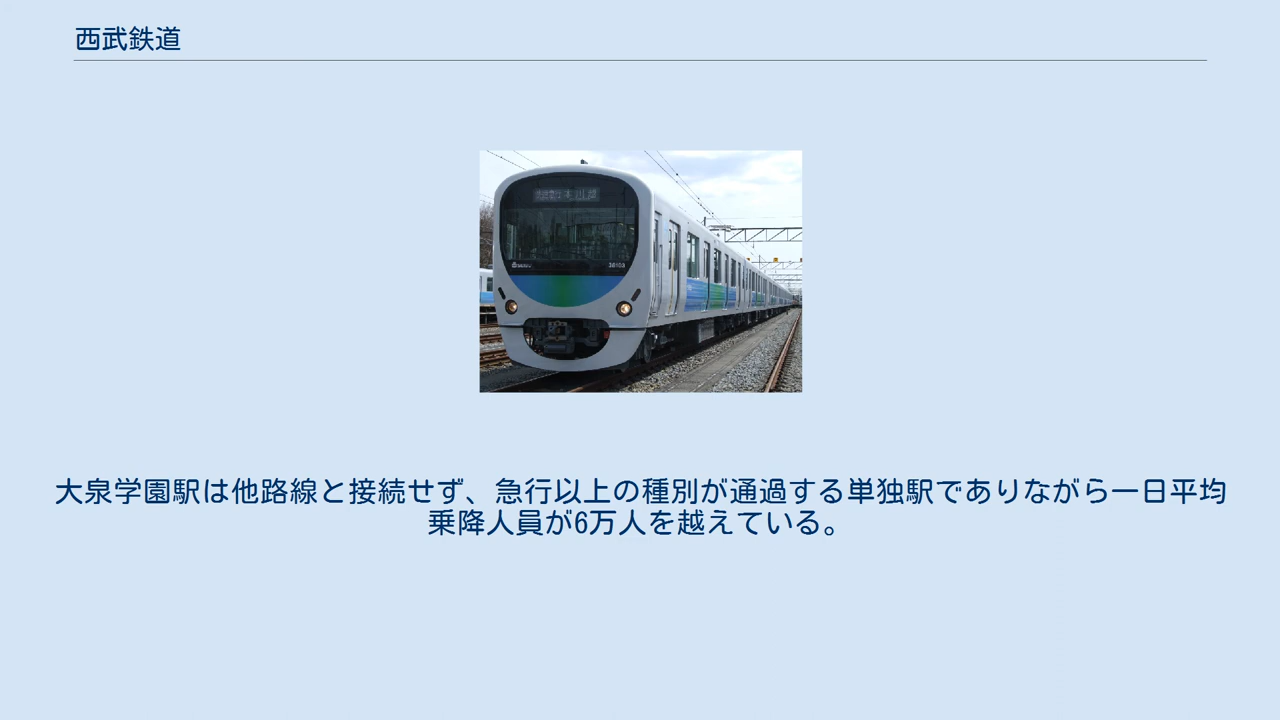 西武鉄道
38103
大泉学園駅は他路線と接続せず、急行以上の種別が通過する単独駅でありながら一日平均
乗降人員が6万人を越えている。